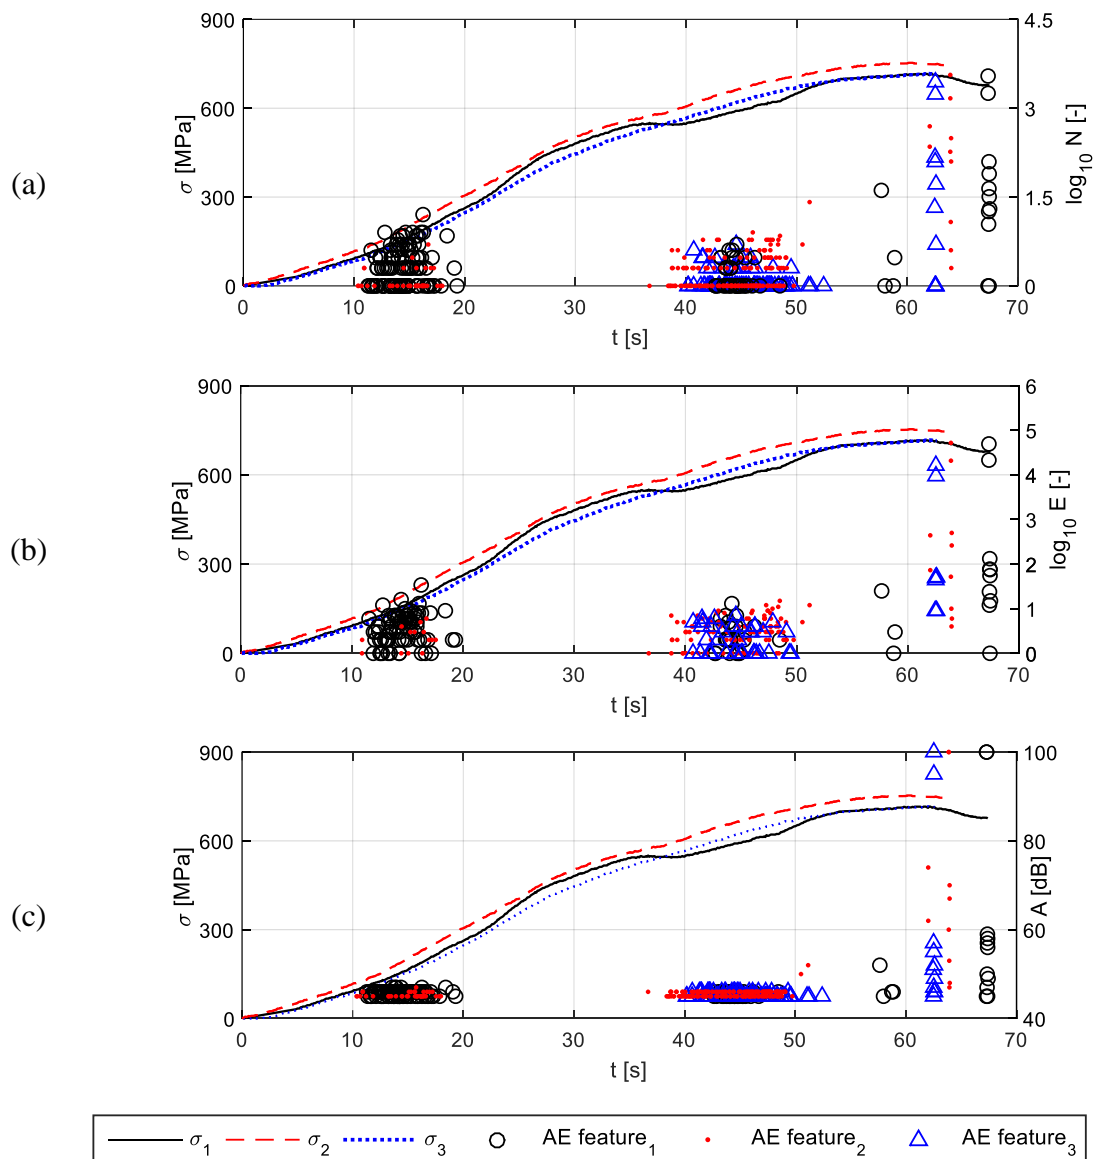 (a)
σ [MPa]
900
600
300
0
0 10 20 30 40 50 60 70
t [s]
4.5
3
1.5
0
log10 N [-]
(b)
σ [MPa]
900
600
300
0
0 10 20 30 40 50 60 70
t [s]
6
5
4
3
2
1
0
log10 E [-]
(c)
σ [MPa]
900
600
300
0
0 10 20 30 40 50 60 70
t [s]
100
80
60
40
A [dB]
σ1 σ2 σ3 AE feature1 AE feature2 AE feature3